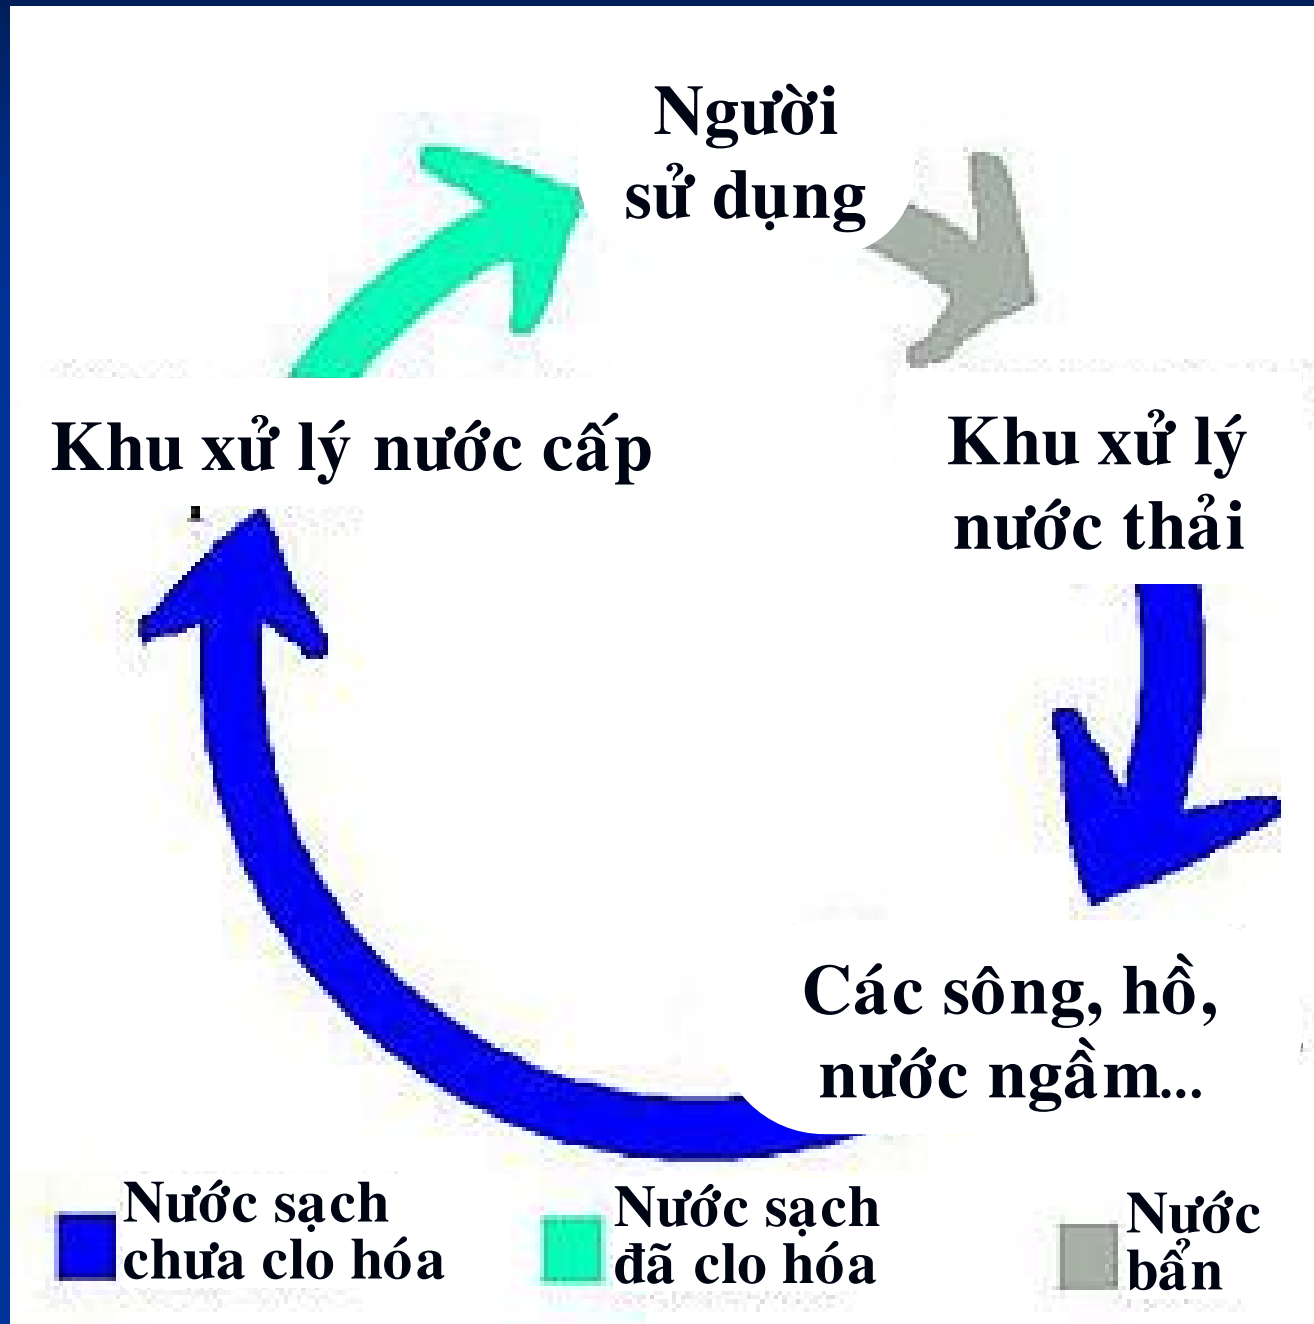 Người
sử dụng
Khu xử lý nước cấp
Khu xử lý
nước thải
Các sông, hồ,
nước ngầm...
Nước sạch
chưa clo hóa
Nước sạch
đã clo hóa
Nước
bẩn